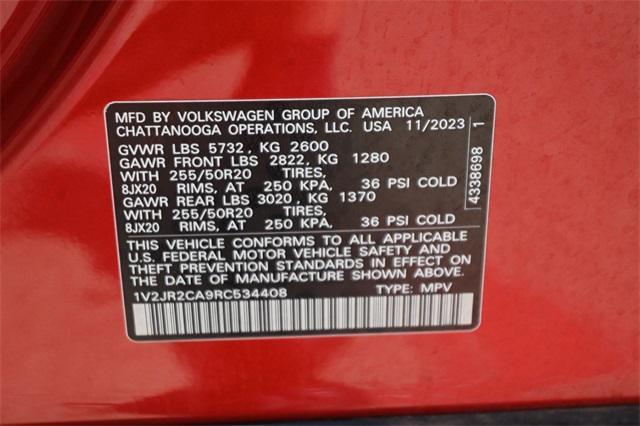 MFD BY VOLKSWAGEN GROUP OF AMERICA
CHATTANOOGA OPERATIONS, LLC. USA 11/2023
GVWR LBS 5732, KG 2600
GAWR FRONT LBS 2822, KG 1280
WITH 255/50R20 TIRES,
8JX20 RIMS, AT 250 KPA, 36 PSI COLD
GAWR REAR LBS 3020, KG 1370
WITH 255/50R20 TIRES,
8JX20 RIMS, AT 250 KPA, 36 PSI COLD
THIS VEHICLE CONFORMS TO ALL APPLICABLE
U.S. FEDERAL MOTOR VEHICLE SAFETY AND
THEFT PREVENTION STANDARDS IN EFFECT ON
THE DATE OF MANUFACTURE SHOWN ABOVE.
1V2JR2CA9RC534408 TYPE: MPV
4338698 1